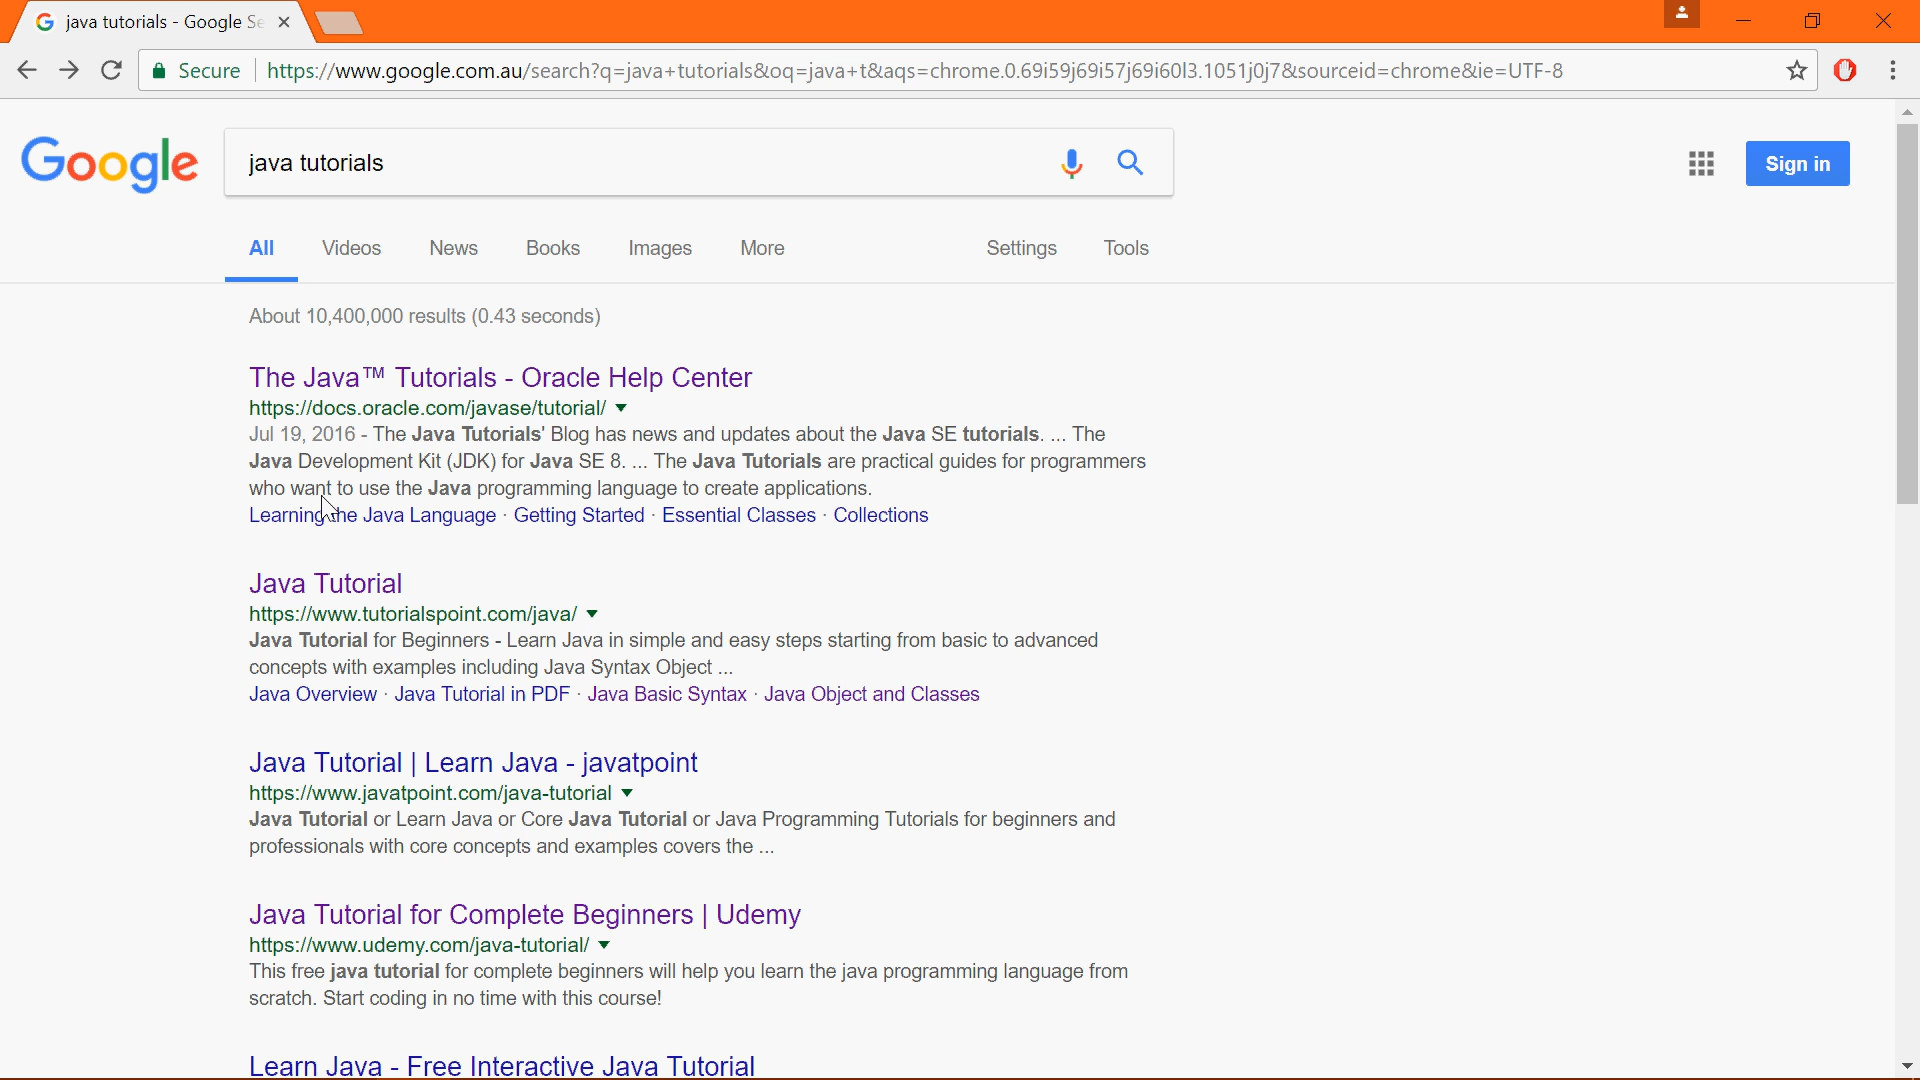 java tutorials - Google Se
Secure https://www.google.com.au/search?q=java+tutorials&oq=java+t&aqs=chrome.0.69i59j69i57j69i60l3.1051j0j7&sourceid=chrome&ie=UTF-8
Google java tutorials Sign in
All Videos News Books Images More Settings Tools
About 10,400,000 results (0.43 seconds)
The Java™ Tutorials - Oracle Help Center
https://docs.oracle.com/javase/tutorial/
Jul 19, 2016 - The Java Tutorials' Blog has news and updates about the Java SE tutorials. ... The
Java Development Kit (JDK) for Java SE 8. ... The Java Tutorials are practical guides for programmers
who want to use the Java programming language to create applications.
Learning the Java Language · Getting Started · Essential Classes · Collections
Java Tutorial
https://www.tutorialspoint.com/java/
Java Tutorial for Beginners - Learn Java in simple and easy steps starting from basic to advanced
concepts with examples including Java Syntax Object ...
Java Overview · Java Tutorial in PDF · Java Basic Syntax · Java Object and Classes
Java Tutorial | Learn Java - javatpoint
https://www.javatpoint.com/java-tutorial
Java Tutorial or Learn Java or Core Java Tutorial or Java Programming Tutorials for beginners and
professionals with core concepts and examples covers the ...
Java Tutorial for Complete Beginners | Udemy
https://www.udemy.com/java-tutorial/
This free java tutorial for complete beginners will help you learn the java programming language from
scratch. Start coding in no time with this course!
Learn Java - Free Interactive Java Tutorial